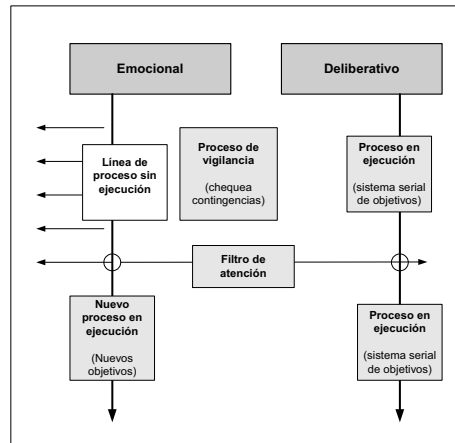 Emocional
Deliberativo
Línea de
proceso sin
ejecución
Proceso de
vigilancia
(chequea
contingencias)
Proceso en
ejecución
(sistema serial
de objetivos)
Filtro de
atención
Nuevo
proceso en
ejecución
(Nuevos
objetivos)
Proceso en
ejecución
(sistema serial
de objetivos)